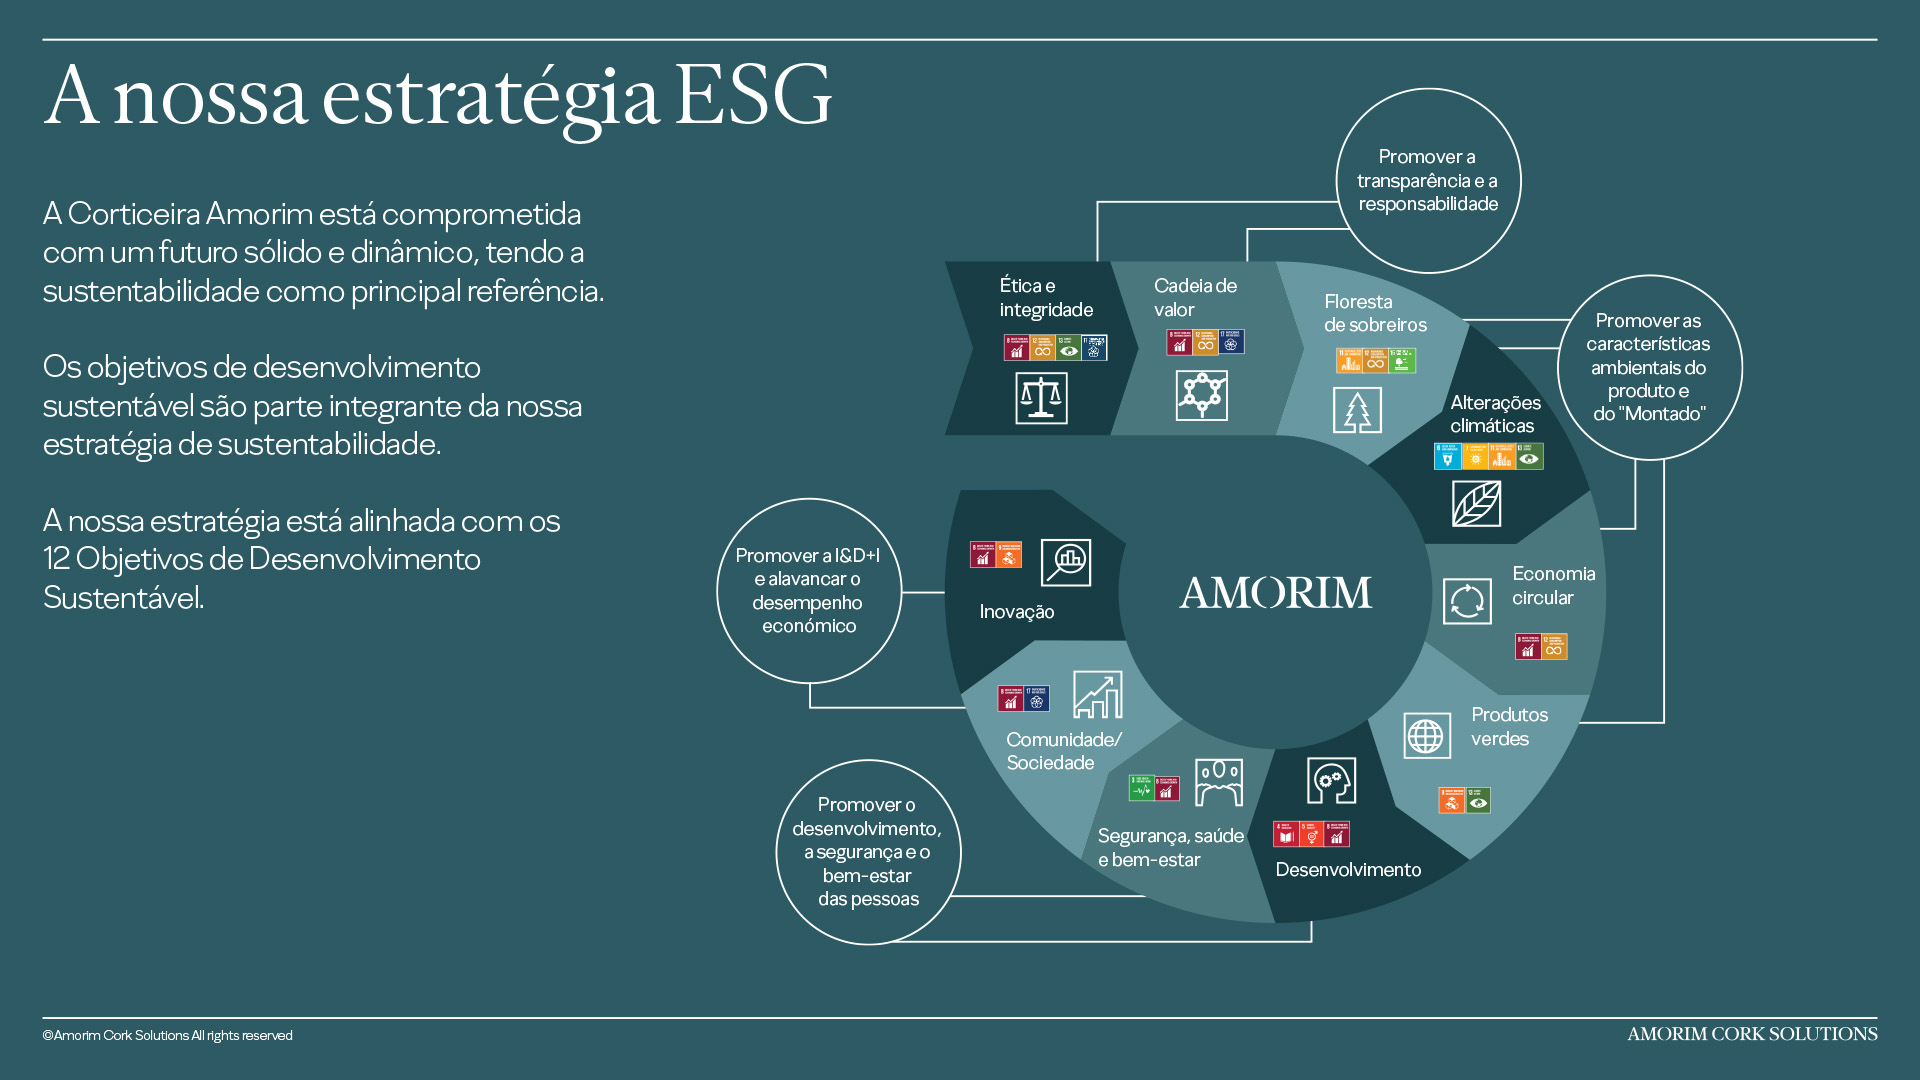 A nossa estratégia ESG
A Corticeira Amorim está comprometida
com um futuro sólido e dinâmico, tendo a
sustentabilidade como principal referência.
Os objetivos de desenvolvimento
sustentável são parte integrante da nossa
estratégia de sustentabilidade.
A nossa estratégia está alinhada com os
12 Objetivos de Desenvolvimento
Sustentável.
Promover a
transparência e a
responsabilidade
Ética e
integridade
Cadeia de
valor
Floresta
de sobreiros
Promover as
características
ambientais do
produto e
do "Montado"
Alterações
climáticas
Economia
circular
Produtos
verdes
Desenvolvimento
Segurança, saúde
e bem-estar
Promover o
desenvolvimento,
a segurança e o
bem-estar
das pessoas
Comunidade/
Sociedade
Inovação
Promover a I&D+I
e alavancar o
desempenho
económico
AMORIM
©Amorim Cork Solutions All rights reserved
AMORIM CORK SOLUTIONS